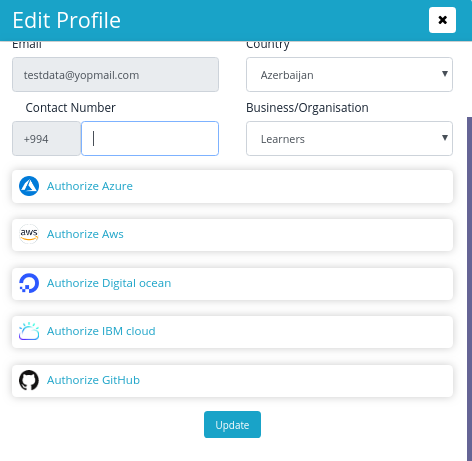 Edit Profile
Email
Country
testdata@yopmail.com
Azerbaijan
Contact Number
Business/Organisation
+994
Learners
Authorize Azure
aws
Authorize Aws
Authorize Digital ocean
Authorize IBM cloud
Authorize GitHub
Update